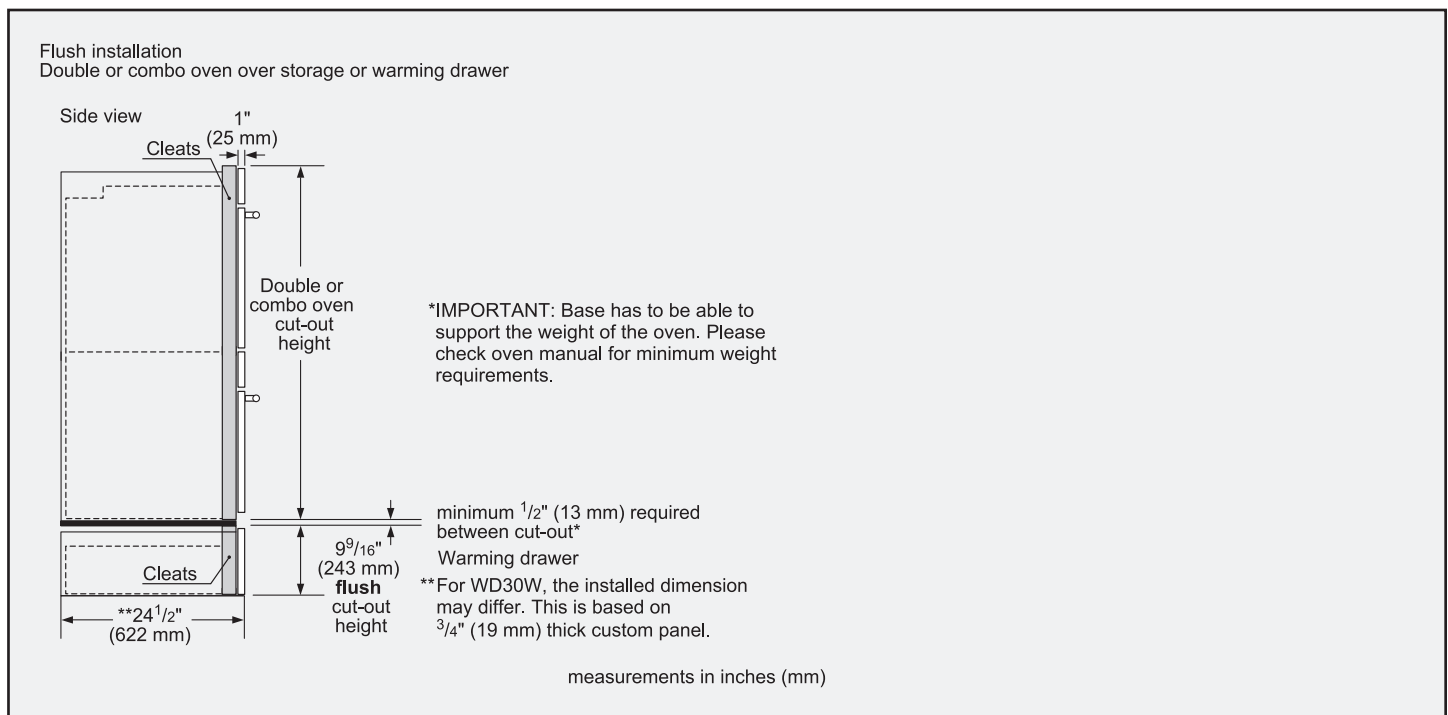 Flush installation
Double or combo oven over storage or warming drawer
Side view
1"
(25 mm)
Cleats
Double or
combo oven
cut-out
height
*IMPORTANT: Base has to be able to
support the weight of the oven. Please
check oven manual for minimum weight
requirements.
minimum 1/2" (13 mm) required
between cut-out*
Warming drawer
9 9/16"
(243 mm)
flush
cut-out
height
Cleats
**For WD30W, the installed dimension
may differ. This is based on
3/4" (19 mm) thick custom panel.
**24 1/2"
(622 mm)
measurements in inches (mm)